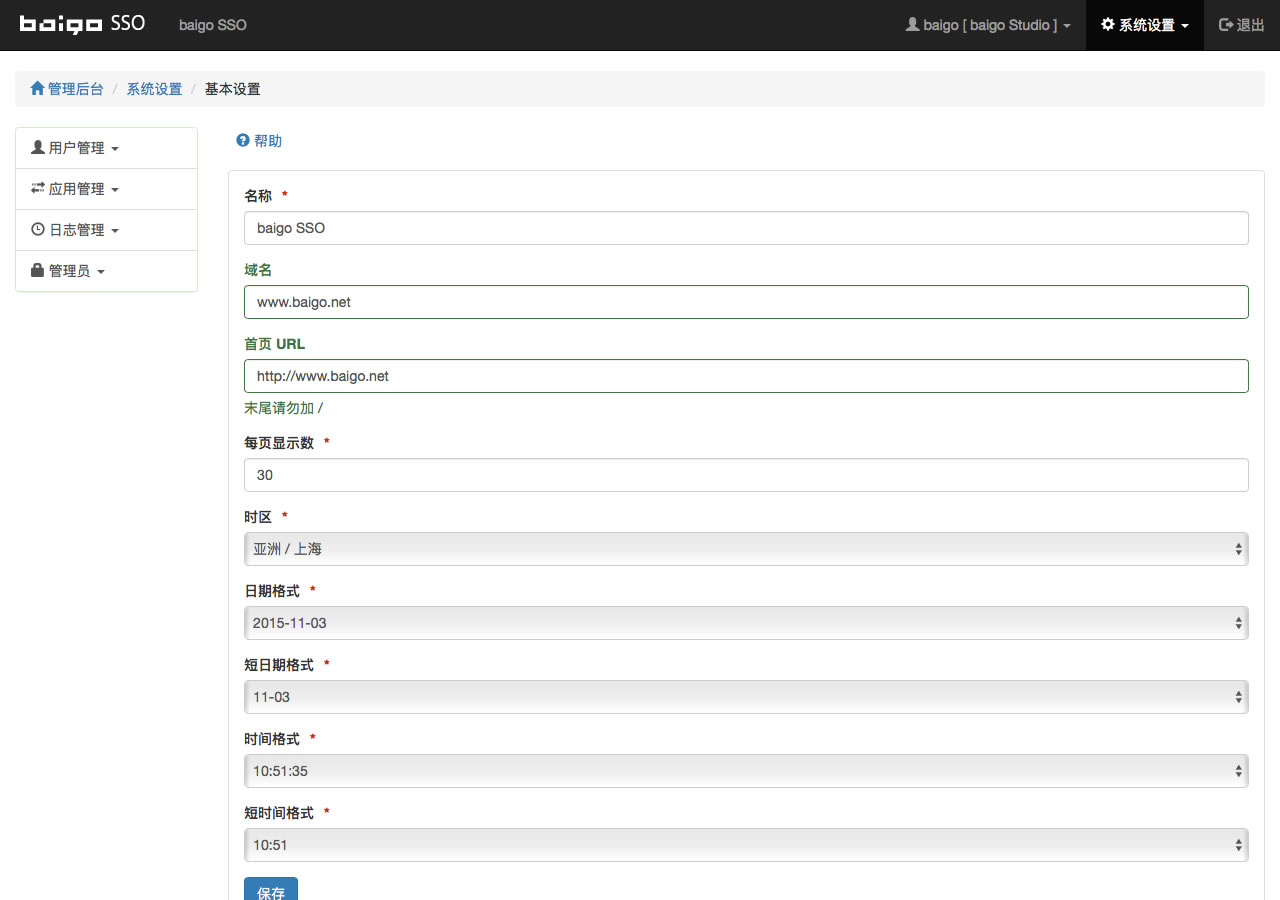 baigo SSO baigo SSO baigo [ baigo Studio ] 系统设置 退出
管理后台 / 系统设置 / 基本设置
用户管理
应用管理
日志管理
管理员
帮助
名称 *
baigo SSO
域名
www.baigo.net
首页 URL
http://www.baigo.net
末尾请勿加 /
每页显示数 *
30
时区 *
亚洲 / 上海
日期格式 *
2015-11-03
短日期格式 *
11-03
时间格式 *
10:51:35
短时间格式 *
10:51
保存